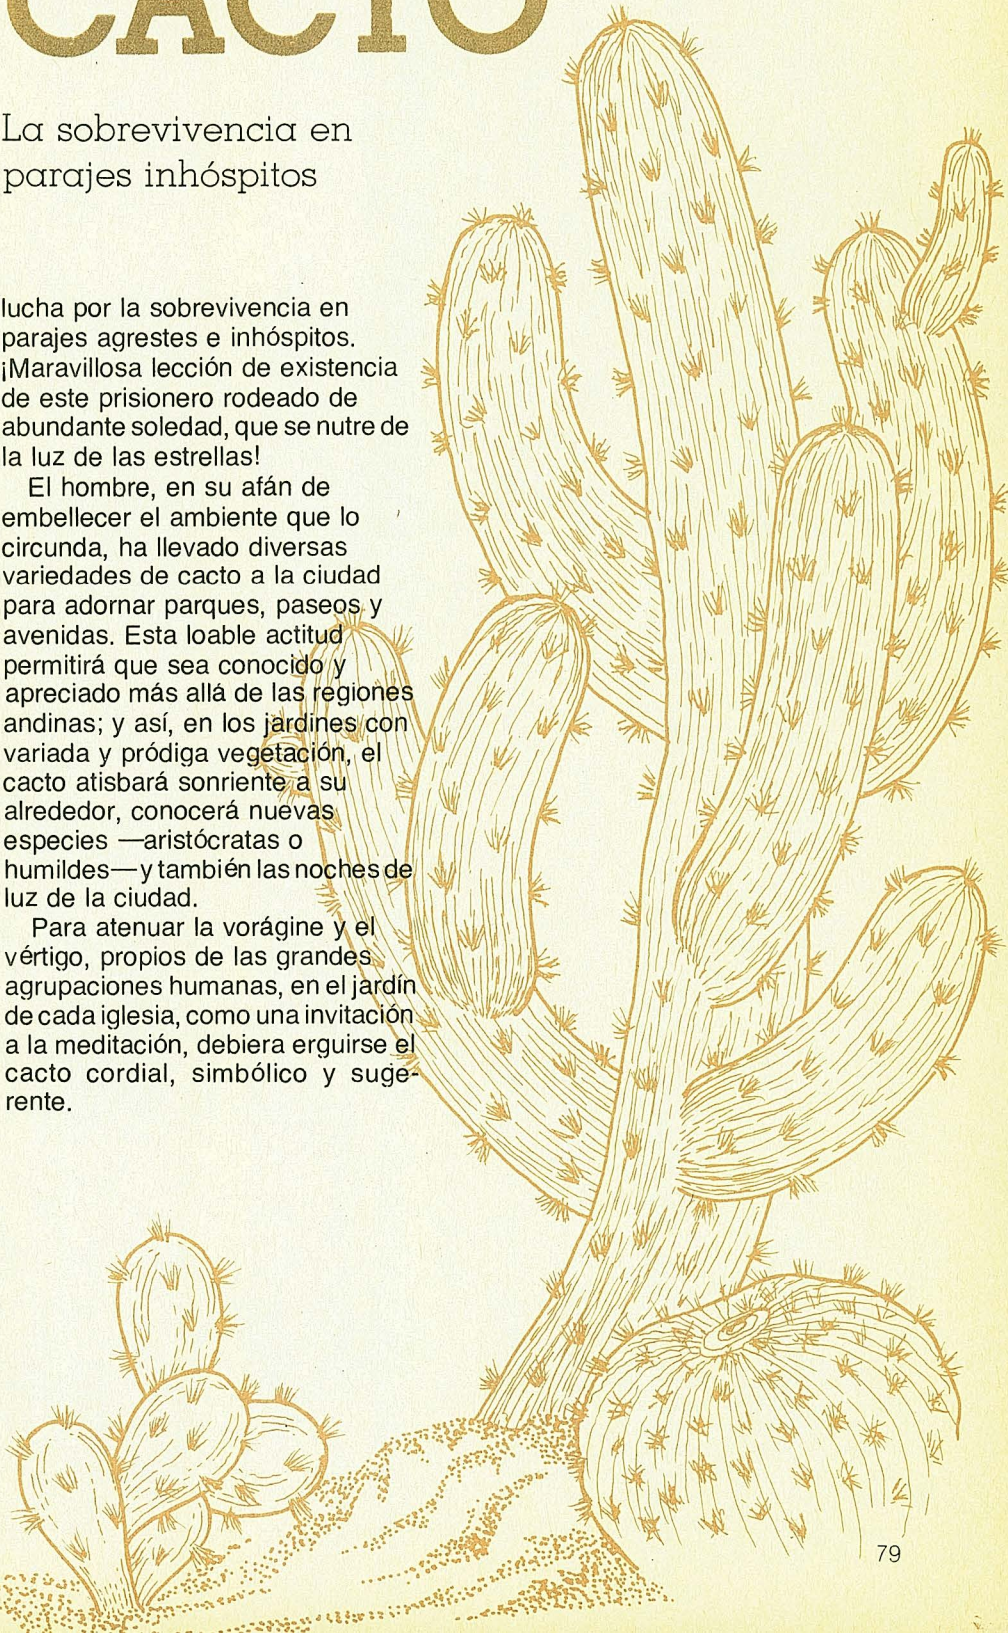 CACTO
La sobrevivencia en
parajes inhóspitos
lucha por la sobrevivencia en
parajes agrestes e inhóspitos.
¡Maravillosa lección de existencia
de este prisionero rodeado de
abundante soledad, que se nutre de
la luz de las estrellas!
El hombre, en su afán de
embellecer el ambiente que lo
circunda, ha llevado diversas
variedades de cacto a la ciudad
para adornar parques, paseos y
avenidas. Esta loable actitud
permitirá que sea conocido y
apreciado más allá de las regiones
andinas; y así, en los jardines con
variada y pródiga vegetación, el
cacto atisbará sonriente a su
alrededor, conocerá nuevas
especies —aristócratas o
humildes— y también las noches de
luz de la ciudad.
Para atenuar la vorágine y el
vértigo, propios de las grandes
agrupaciones humanas, en el jardín
de cada iglesia, como una invitación
a la meditación, debiera erguirse el
cacto cordial, simbólico y suge-
rente.
79